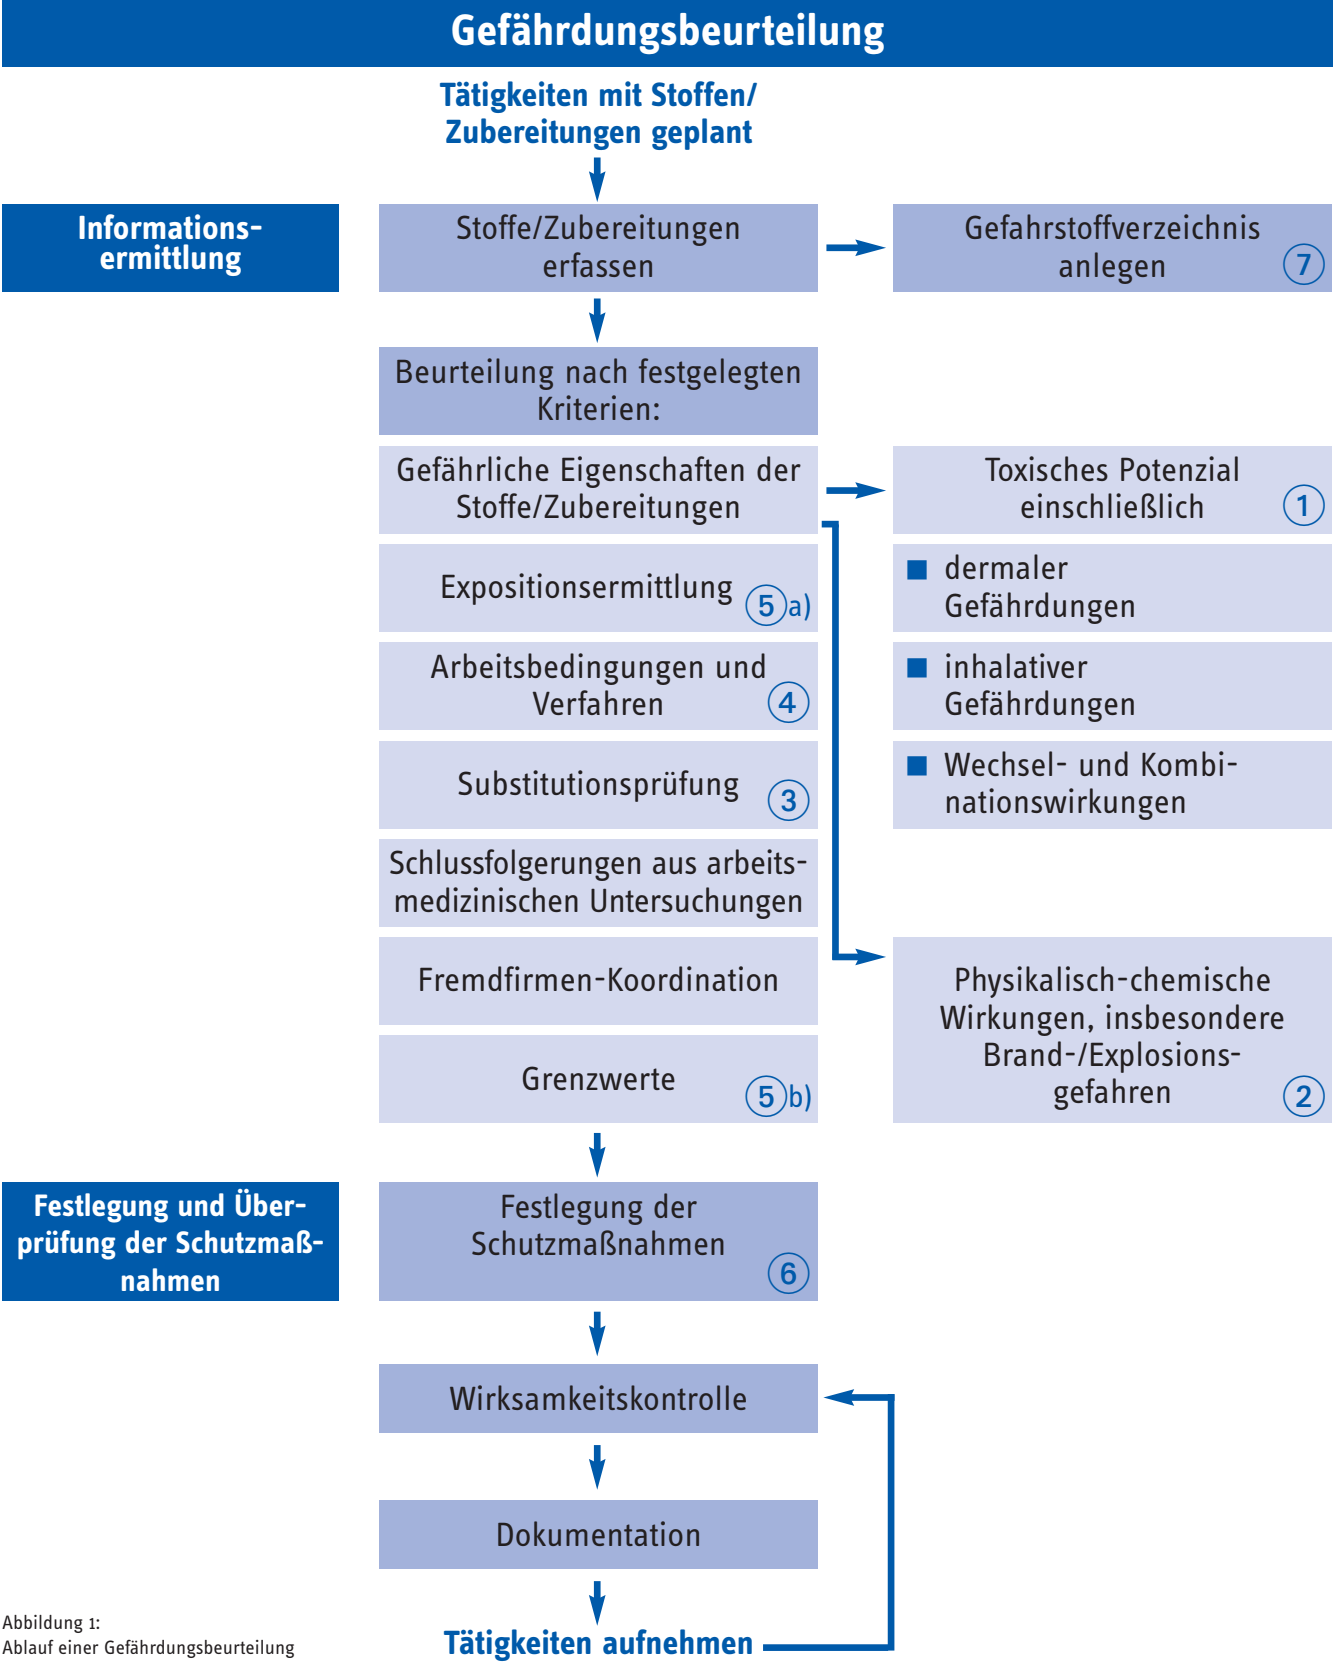 Gefährdungsbeurteilung
Tätigkeiten mit Stoffen/
Zubereitungen geplant
Informations-
ermittlung
Stoffe/Zubereitungen
erfassen
Gefahrstoffverzeichnis
anlegen
7
Beurteilung nach festgelegten
Kriterien:
Gefährliche Eigenschaften der
Stoffe/Zubereitungen
Toxisches Potenzial
einschließlich
1
Expositionsermittlung
5 a)
■ dermaler
Gefährdungen
Arbeitsbedingungen und
Verfahren
4
■ inhalativer
Gefährdungen
Substitutionsprüfung
3
■ Wechsel- und Kombi-
nationswirkungen
Schlussfolgerungen aus arbeits-
medizinischen Untersuchungen
Fremdfirmen-Koordination
Physikalisch-chemische
Wirkungen, insbesondere
Brand-/Explosions-
gefahren
2
Grenzwerte
5 b)
Festlegung und Über-
prüfung der Schutzmaß-
nahmen
Festlegung der
Schutzmaßnahmen
6
Wirksamkeitskontrolle
Dokumentation
Tätigkeiten aufnehmen
Abbildung 1:
Ablauf einer Gefährdungsbeurteilung